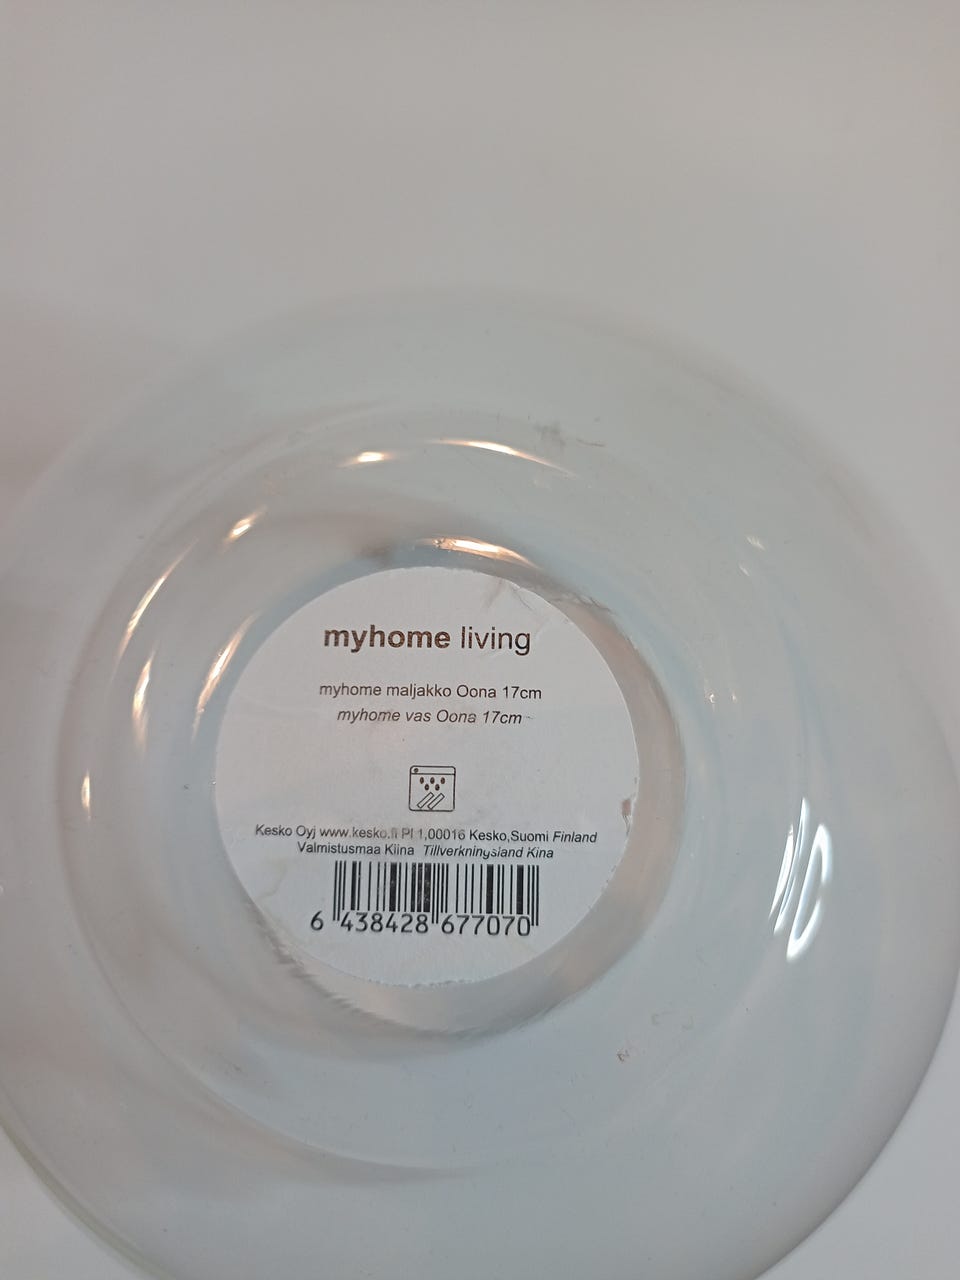 myhome living
myhome maljakko Oona 17cm
myhome vas Oona 17cm
Kesko Oyj www.kesko.fi Pl 1,00016 Kesko,Suomi Finland
Valmistusmaa Kiina Tillverkningsland Kina
6 438428 677070